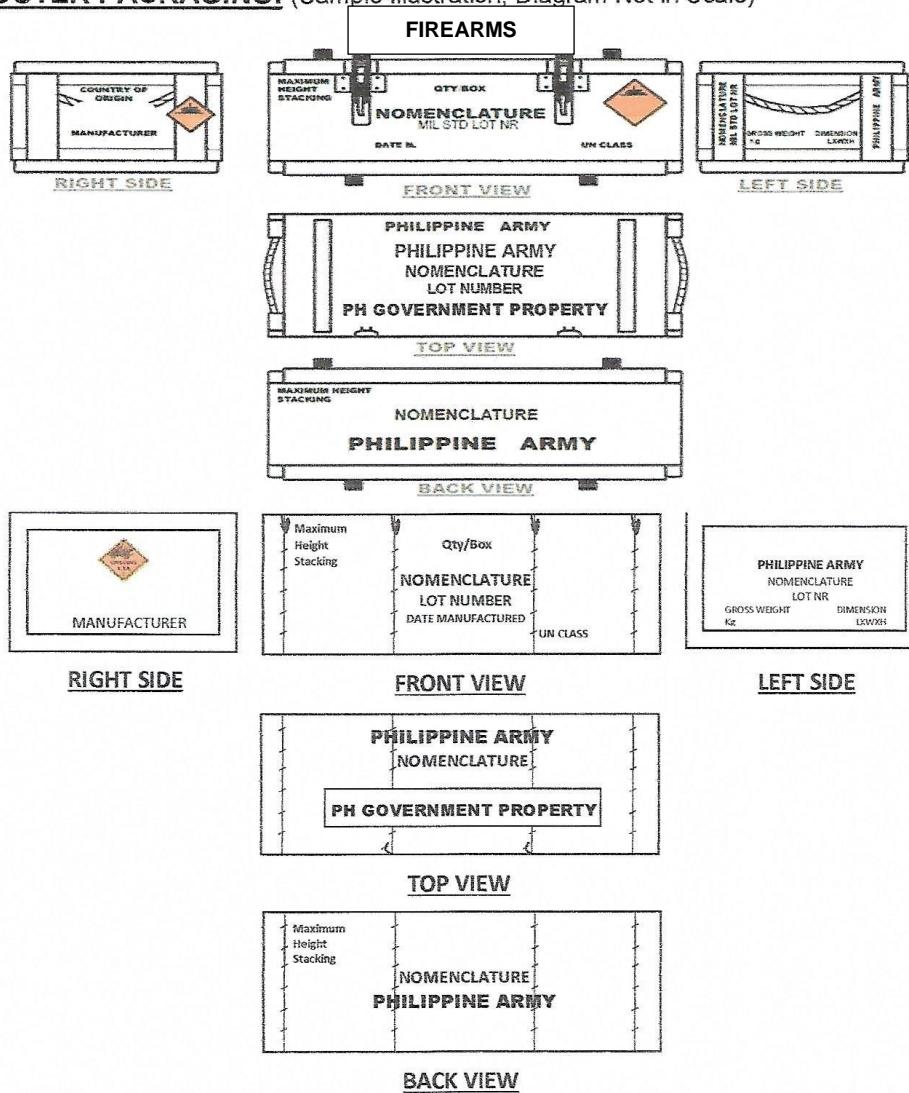 OUTER PACKAGING: (Sample Illustration, Diagram Not in Scale)
FIREARMS
COUNTRY OF
ORIGIN
MANUFACTURER
RIGHT SIDE
MAXIMUM
HEIGHT
STACKING
QTY/BOX
NOMENCLATURE
MIL STD LOT NR
DATE M.
UN CLASS
FRONT VIEW
NOMENCLATURE
MIL STD LOT NR
GROSS WEIGHT DIMENSION
Kg LXWXH
PHILIPPINE ARMY
LEFT SIDE
PHILIPPINE ARMY
PHILIPPINE ARMY
NOMENCLATURE
LOT NUMBER
PH GOVERNMENT PROPERTY
TOP VIEW
MAXIMUM HEIGHT
STACKING
NOMENCLATURE
PHILIPPINE ARMY
BACK VIEW
MANUFACTURER
RIGHT SIDE
Maximum
Height
Stacking
Qty/Box
NOMENCLATURE
LOT NUMBER
DATE MANUFACTURED
UN CLASS
FRONT VIEW
PHILIPPINE ARMY
NOMENCLATURE
LOT NR
GROSS WEIGHT DIMENSION
Kg LXWXH
LEFT SIDE
PHILIPPINE ARMY
NOMENCLATURE
PH GOVERNMENT PROPERTY
TOP VIEW
Maximum
Height
Stacking
NOMENCLATURE
PHILIPPINE ARMY
BACK VIEW